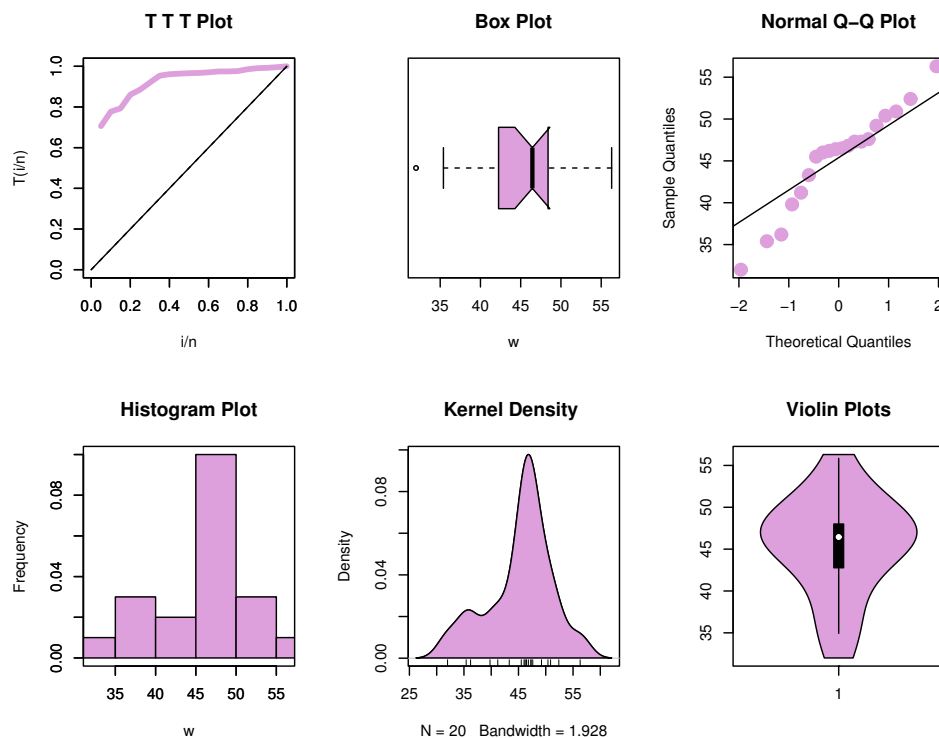 T T T Plot
T(i/n)
0.0 0.2 0.4 0.6 0.8 1.0
0.0 0.2 0.4 0.6 0.8 1.0
i/n
Box Plot
35 40 45 50 55
w
Normal Q−Q Plot
Sample Quantiles
35 40 45 50 55
−2 −1 0 1 2
Theoretical Quantiles
Histogram Plot
Frequency
0.00 0.04 0.08
35 40 45 50 55
w
Kernel Density
Density
0.00 0.04 0.08
25 35 45 55
N = 20 Bandwidth = 1.928
Violin Plots
35 40 45 50 55
1